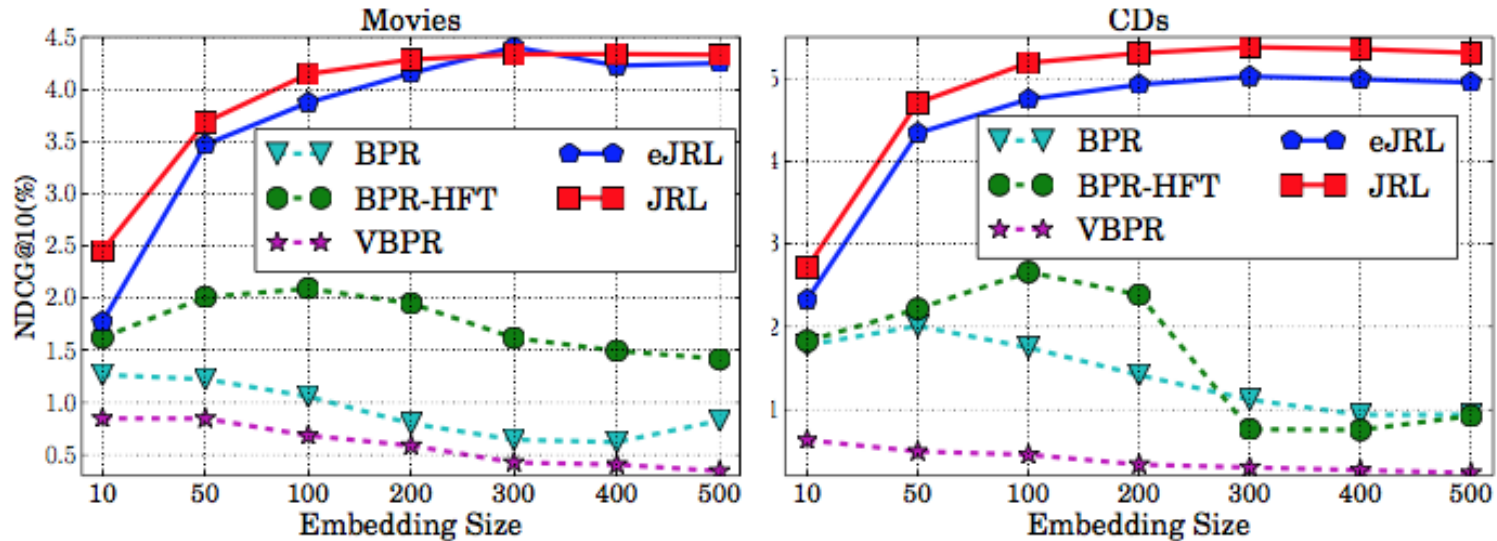 Movies
NDCG@10(%)
4.5
4.0
3.5
3.0
2.5
2.0
1.5
1.0
0.5
BPR
BPR-HFT
VBPR
eJRL
JRL
10 50 100 200 300 400 500
Embedding Size
CDs
5
4
3
2
1
BPR
BPR-HFT
VBPR
eJRL
JRL
10 50 100 200 300 400 500
Embedding Size